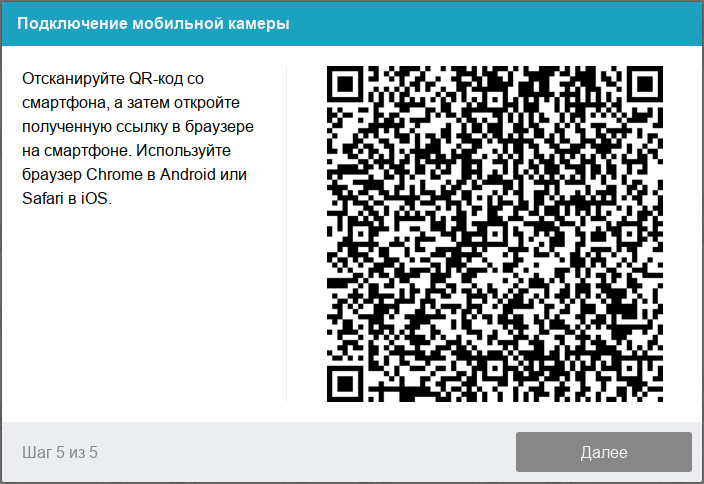 Подключение мобильной камеры
Отсканируйте QR-код со
смартфона, а затем откройте
полученную ссылку в браузере
на смартфоне. Используйте
браузер Chrome в Android или
Safari в iOS.
Шаг 5 из 5
Далее